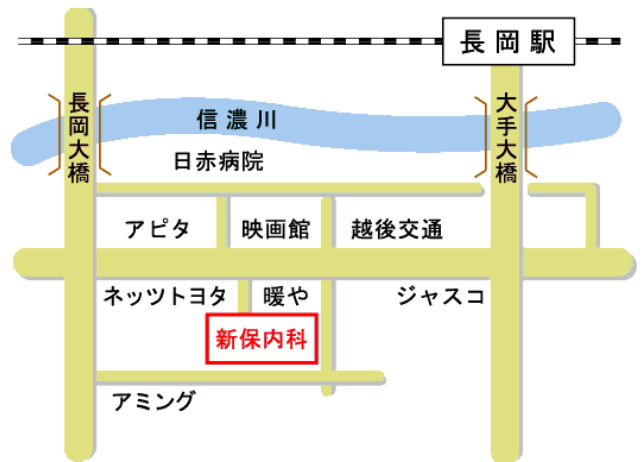 長岡駅
長岡大橋
大手大橋
信濃川
日赤病院
アピタ
映画館
越後交通
ネッツトヨタ
暖や
ジャスコ
新保内科
アミング